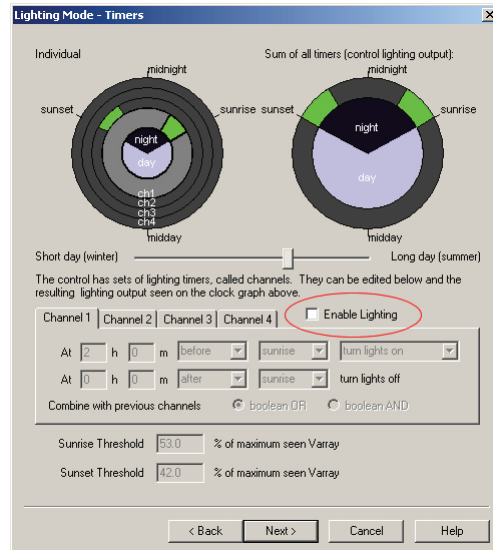 Lighting Mode - Timers
Individual
Sum of all timers (control lighting output):
midnight
sunset
sunrise
night
day
ch1
ch2
ch3
ch4
midday
midnight
sunset
sunrise
night
day
midday
Short day (winter)
Long day (summer)
The control has sets of lighting timers, called channels. They can be edited below and the
resulting lighting output seen on the clock graph above.
Channel 1 Channel 2 Channel 3 Channel 4 Enable Lighting
At 2 h 0 m before sunrise turn lights on
At 0 h 0 m after sunrise turn lights off
Combine with previous channels boolean OR boolean AND
Sunrise Threshold 53.0 % of maximum seen Varray
Sunset Threshold 42.0 % of maximum seen Varray
< Back Next > Cancel Help